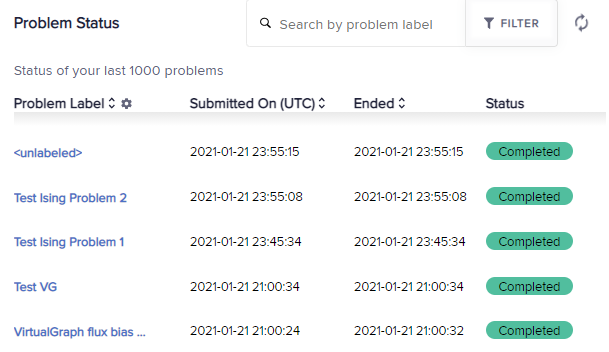 Problem Status
Search by problem label
FILTER
Status of your last 1000 problems
Problem Label Submitted On (UTC) Ended Status
<unlabeled> 2021-01-21 23:55:15 2021-01-21 23:55:15 Completed
Test Ising Problem 2 2021-01-21 23:55:08 2021-01-21 23:55:08 Completed
Test Ising Problem 1 2021-01-21 23:45:34 2021-01-21 23:45:34 Completed
Test VG 2021-01-21 21:00:34 2021-01-21 21:00:34 Completed
VirtualGraph flux bias ... 2021-01-21 21:00:24 2021-01-21 21:00:32 Completed